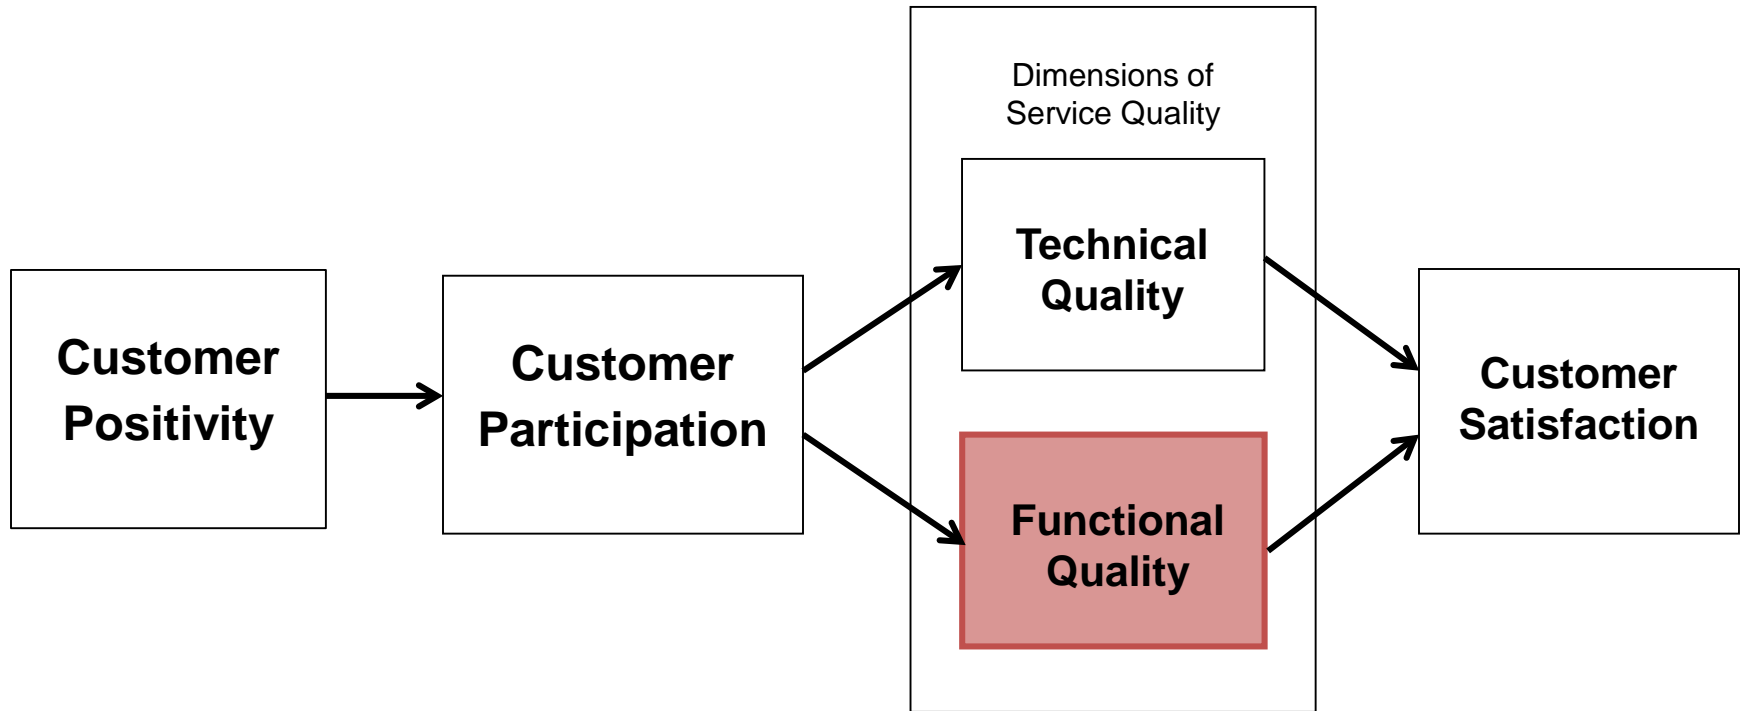 Dimensions of
Service Quality
Customer
Positivity
Customer
Participation
Technical
Quality
Functional
Quality
Customer
Satisfaction